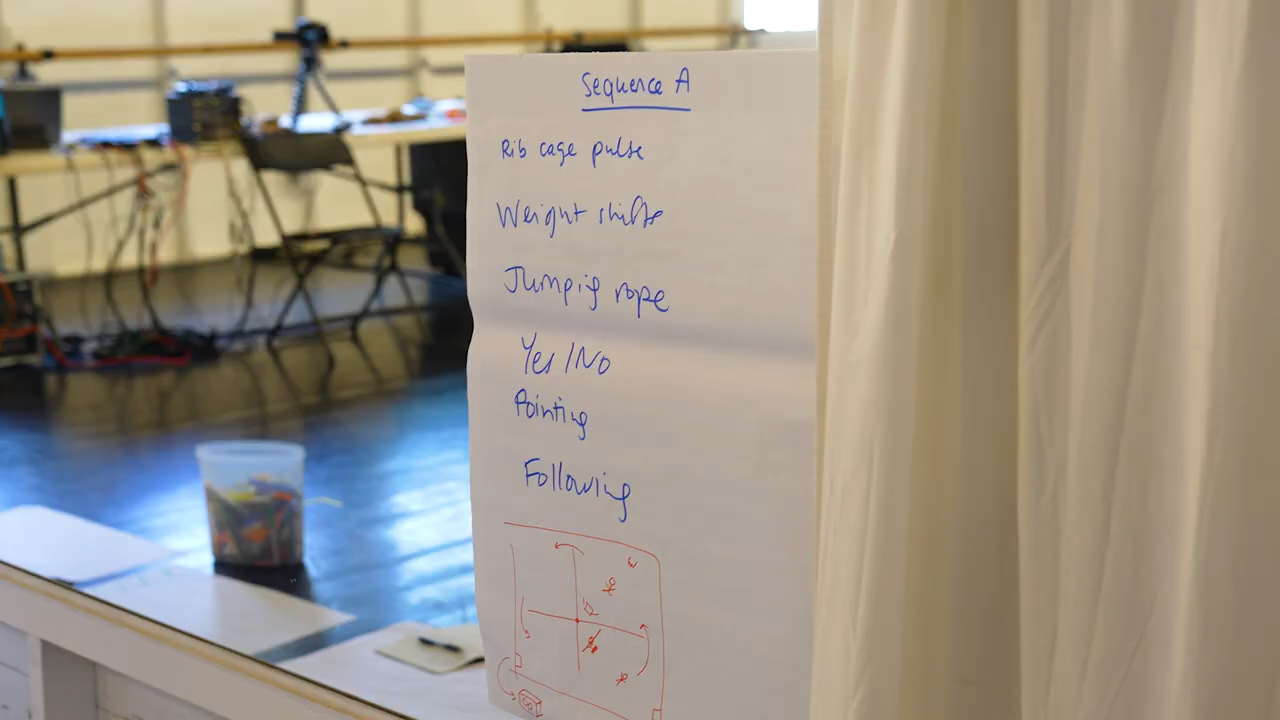 Sequence A
Rib cage pulse
Weight shifts
Jumping rope
Yes / No
Pointing
Following